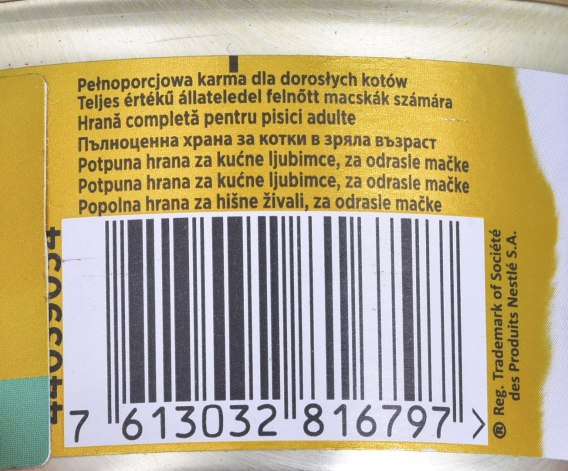 Pełnoporcjowa karma dla dorosłych kotów
Teljes értékű állateledel felnőtt macskák számára
Hrană completă pentru pisici adulte
Пълноценна храна за котки в зряла възраст
Potpuna hrana za kućne ljubimce, za odrasle mačke
Potpuna hrana za kućne ljubimce, za odrasle mačke
Popolna hrana za hišne živali, za odrasle mačke
7 613032 816797 >
® Reg. Trademark of Société
des Produits Nestlé S.A.